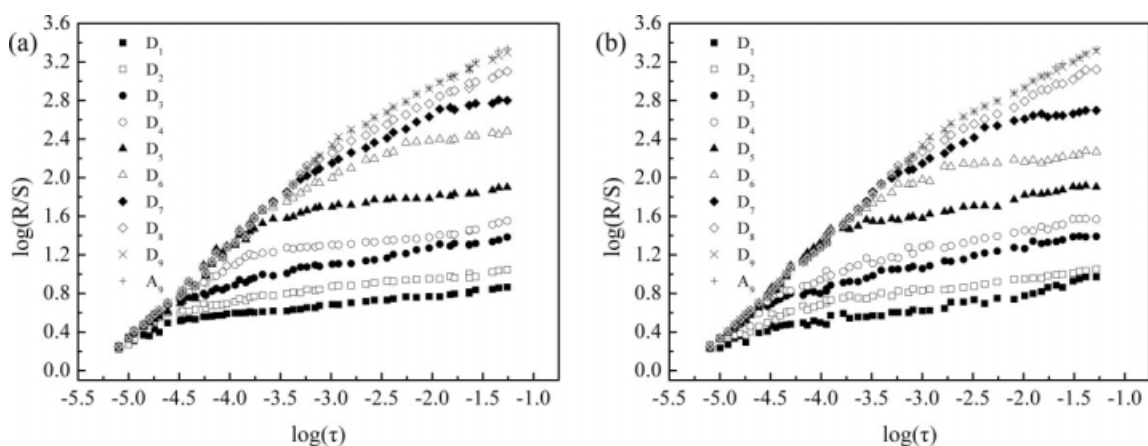 (a)
log(R/S)
3.6
3.2
2.8
2.4
2.0
1.6
1.2
0.8
0.4
0.0
D₁
D₂
D₃
D₄
D₅
D₆
D₇
D₈
D₉
A₉
-5.5 -5.0 -4.5 -4.0 -3.5 -3.0 -2.5 -2.0 -1.5 -1.0
log(τ)
(b)
log(R/S)
3.6
3.2
2.8
2.4
2.0
1.6
1.2
0.8
0.4
0.0
D₁
D₂
D₃
D₄
D₅
D₆
D₇
D₈
D₉
A₉
-5.5 -5.0 -4.5 -4.0 -3.5 -3.0 -2.5 -2.0 -1.5 -1.0
log(τ)